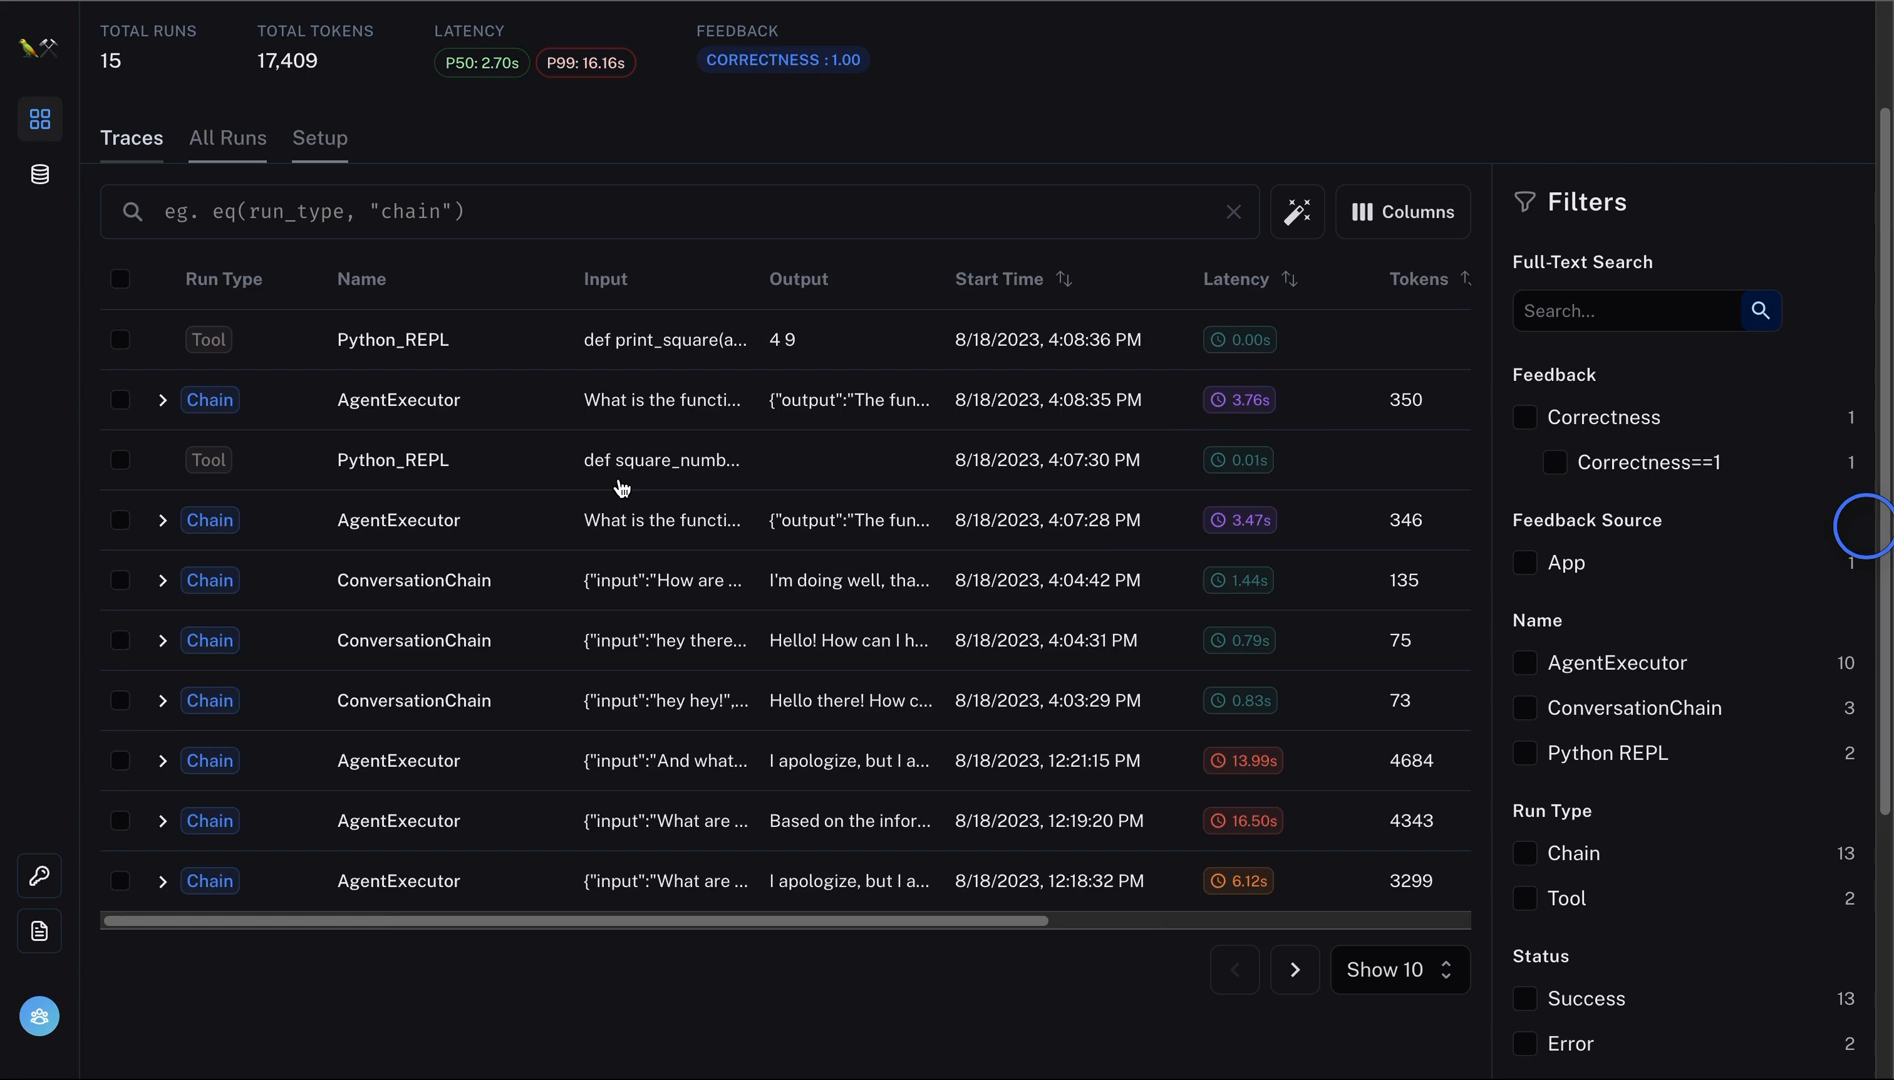 TOTAL RUNS TOTAL TOKENS LATENCY FEEDBACK
15 17,409 P50: 2.70s P99: 16.16s CORRECTNESS : 1.00
Traces All Runs Setup
eg. eq(run_type, "chain") Columns
Run Type Name Input Output Start Time Latency Tokens
Tool Python_REPL def print_square(a... 4 9 8/18/2023, 4:08:36 PM 0.00s
Chain AgentExecutor What is the functi... {"output":"The fun... 8/18/2023, 4:08:35 PM 3.76s 350
Tool Python_REPL def square_numb... 8/18/2023, 4:07:30 PM 0.01s
Chain AgentExecutor What is the functi... {"output":"The fun... 8/18/2023, 4:07:28 PM 3.47s 346
Chain ConversationChain {"input":"How are ... I'm doing well, tha... 8/18/2023, 4:04:42 PM 1.44s 135
Chain ConversationChain {"input":"hey there... Hello! How can I h... 8/18/2023, 4:04:31 PM 0.79s 75
Chain ConversationChain {"input":"hey hey!",... Hello there! How c... 8/18/2023, 4:03:29 PM 0.83s 73
Chain AgentExecutor {"input":"And what... I apologize, but I a... 8/18/2023, 12:21:15 PM 13.99s 4684
Chain AgentExecutor {"input":"What are ... Based on the infor... 8/18/2023, 12:19:20 PM 16.50s 4343
Chain AgentExecutor {"input":"What are ... I apologize, but I a... 8/18/2023, 12:18:32 PM 6.12s 3299
Show 10
Filters
Full-Text Search
Search...
Feedback
Correctness 1
Correctness==1 1
Feedback Source
App 1
Name
AgentExecutor 10
ConversationChain 3
Python REPL 2
Run Type
Chain 13
Tool 2
Status
Success 13
Error 2